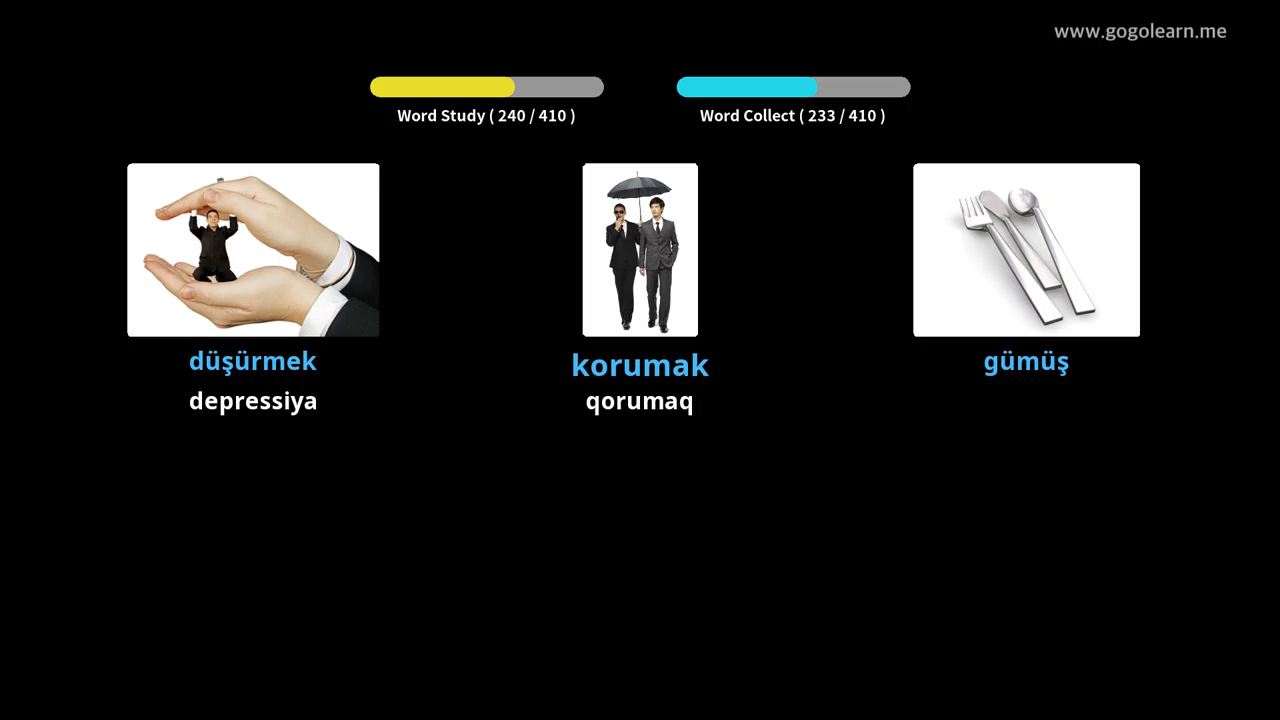 www.gogolearn.me
Word Study ( 240 / 410 )
Word Collect ( 233 / 410 )
düşürmek
korumak
gümüş
depressiya
qorumaq